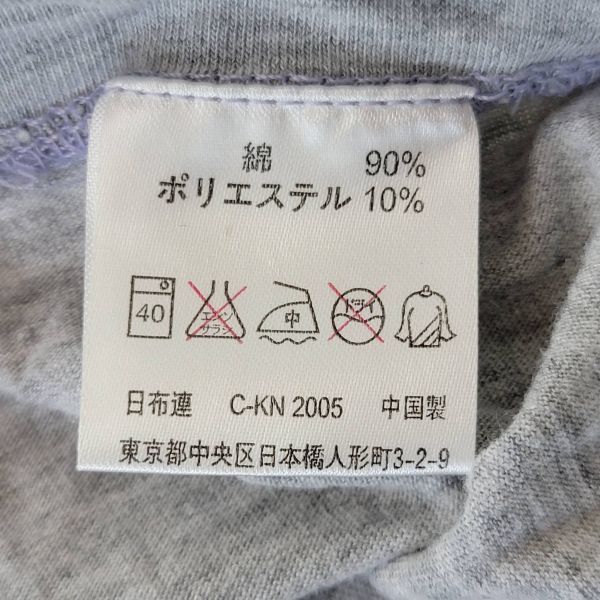 綿 90%
ポリエステル 10%
40 エンソ サラシ 中 ドライ
日布連 C-KN 2005 中国製
東京都中央区日本橋人形町3-2-9